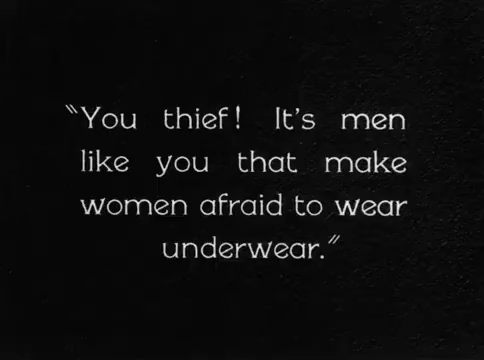 "You thief! It's men
like you that make
women afraid to wear
underwear."